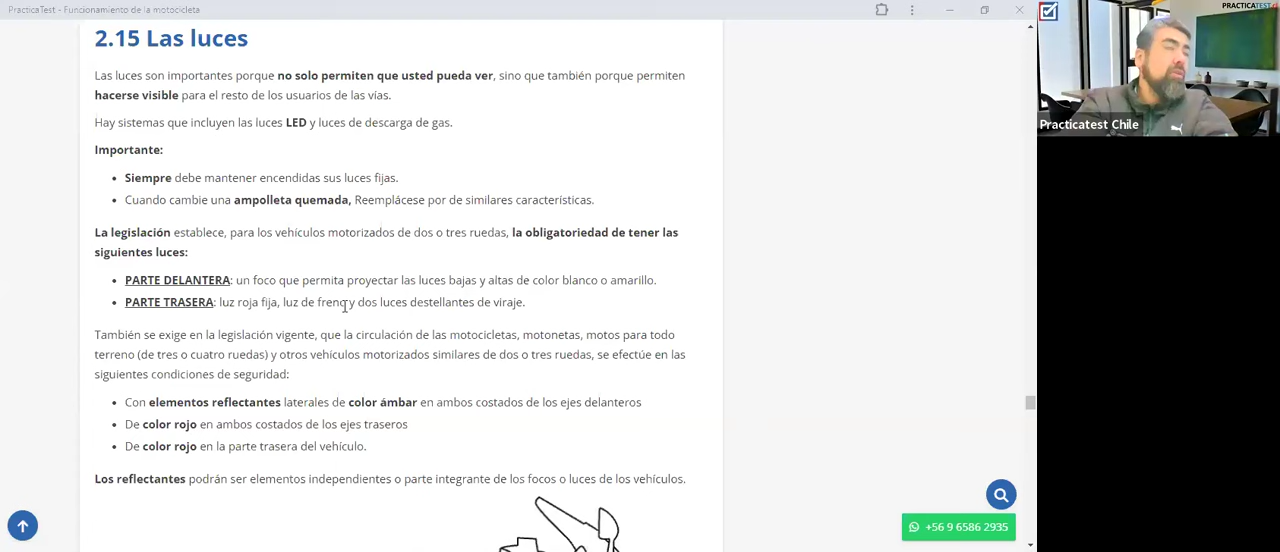 PracticaTest - Funcionamiento de la motocicleta
PRACTICATEST.CL
2.15 Las luces
Las luces son importantes porque no solo permiten que usted pueda ver, sino que también porque permiten
hacerse visible para el resto de los usuarios de las vías.
Hay sistemas que incluyen las luces LED y luces de descarga de gas.
Importante:
Siempre debe mantener encendidas sus luces fijas.
Cuando cambie una ampolleta quemada, Reemplácese por de similares características.
La legislación establece, para los vehículos motorizados de dos o tres ruedas, la obligatoriedad de tener las
siguientes luces:
PARTE DELANTERA: un foco que permita proyectar las luces bajas y altas de color blanco o amarillo.
PARTE TRASERA: luz roja fija, luz de freno y dos luces destellantes de viraje.
También se exige en la legislación vigente, que la circulación de las motocicletas, motonetas, motos para todo
terreno (de tres o cuatro ruedas) y otros vehículos motorizados similares de dos o tres ruedas, se efectúe en las
siguientes condiciones de seguridad:
Con elementos reflectantes laterales de color ámbar en ambos costados de los ejes delanteros
De color rojo en ambos costados de los ejes traseros
De color rojo en la parte trasera del vehículo.
Los reflectantes podrán ser elementos independientes o parte integrante de los focos o luces de los vehículos.
+56 9 6586 2935
Practicatest Chile